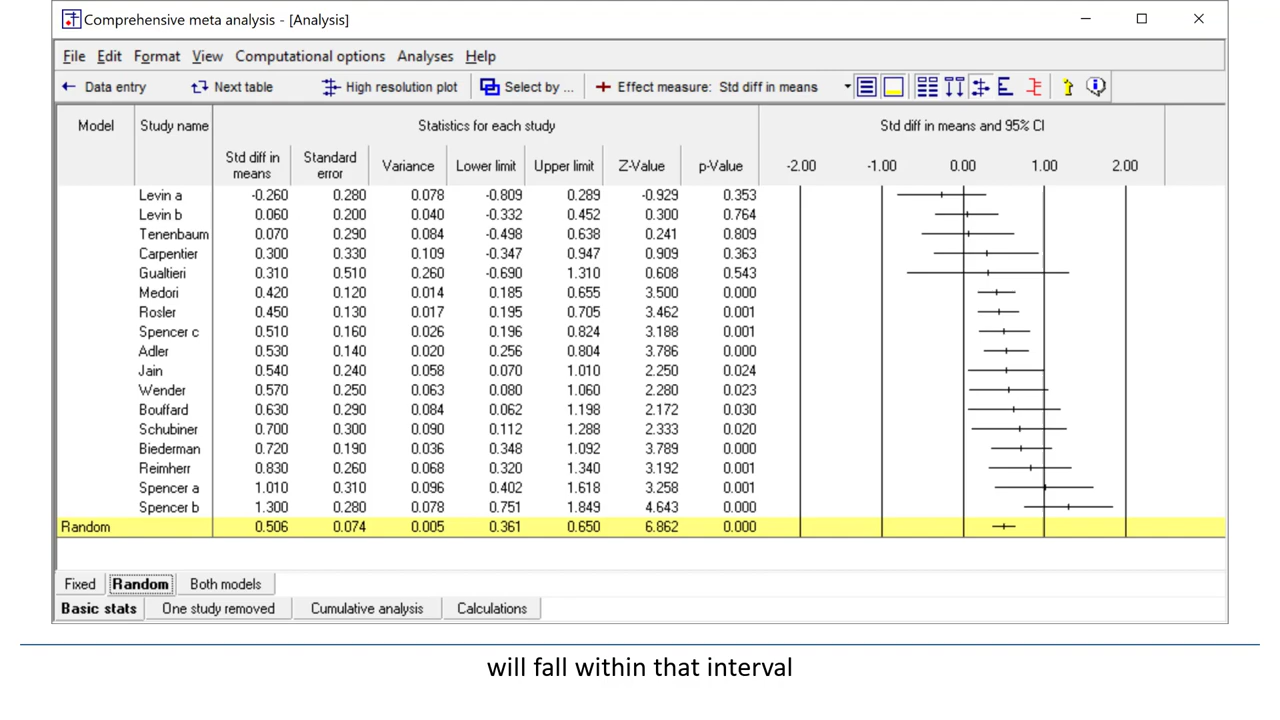 Comprehensive meta analysis - [Analysis]
File Edit Format View Computational options Analyses Help
Data entry Next table High resolution plot Select by ... Effect measure: Std diff in means
Model Study name Statistics for each study Std diff in means and 95% CI
Std diff in means Standard error Variance Lower limit Upper limit Z-Value p-Value -2.00 -1.00 0.00 1.00 2.00
Levin a -0.260 0.280 0.078 -0.809 0.289 -0.929 0.353
Levin b 0.060 0.200 0.040 -0.332 0.452 0.300 0.764
Tenenbaum 0.070 0.290 0.084 -0.498 0.638 0.241 0.809
Carpentier 0.300 0.330 0.109 -0.347 0.947 0.909 0.363
Gualtieri 0.310 0.510 0.260 -0.690 1.310 0.608 0.543
Medori 0.420 0.120 0.014 0.185 0.655 3.500 0.000
Rosler 0.450 0.130 0.017 0.195 0.705 3.462 0.001
Spencer c 0.510 0.160 0.026 0.196 0.824 3.188 0.001
Adler 0.530 0.140 0.020 0.256 0.804 3.786 0.000
Jain 0.540 0.240 0.058 0.070 1.010 2.250 0.024
Wender 0.570 0.250 0.063 0.080 1.060 2.280 0.023
Bouffard 0.630 0.290 0.084 0.062 1.198 2.172 0.030
Schubiner 0.700 0.300 0.090 0.112 1.288 2.333 0.020
Biederman 0.720 0.190 0.036 0.348 1.092 3.789 0.000
Reimherr 0.830 0.260 0.068 0.320 1.340 3.192 0.001
Spencer a 1.010 0.310 0.096 0.402 1.618 3.258 0.001
Spencer b 1.300 0.280 0.078 0.751 1.849 4.643 0.000
Random 0.506 0.074 0.005 0.361 0.650 6.862 0.000
Fixed Random Both models
Basic stats One study removed Cumulative analysis Calculations
will fall within that interval